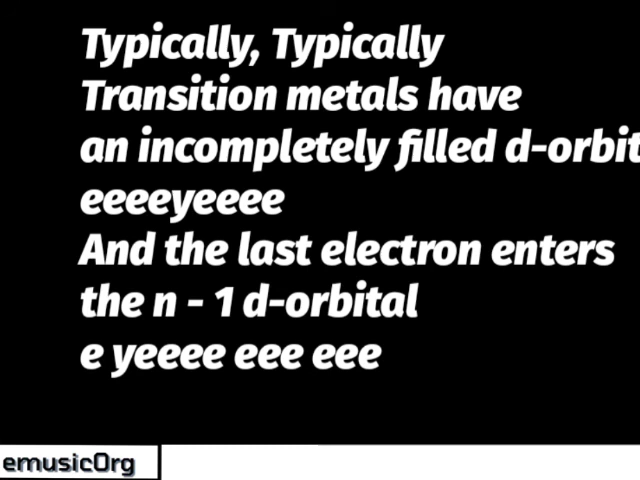 Typically, Typically
Transition metals have
an incompletely filled d-orbit
eeeeyeeee
And the last electron enters
the n - 1 d-orbital
e yeeee eee eee
emusicOrg